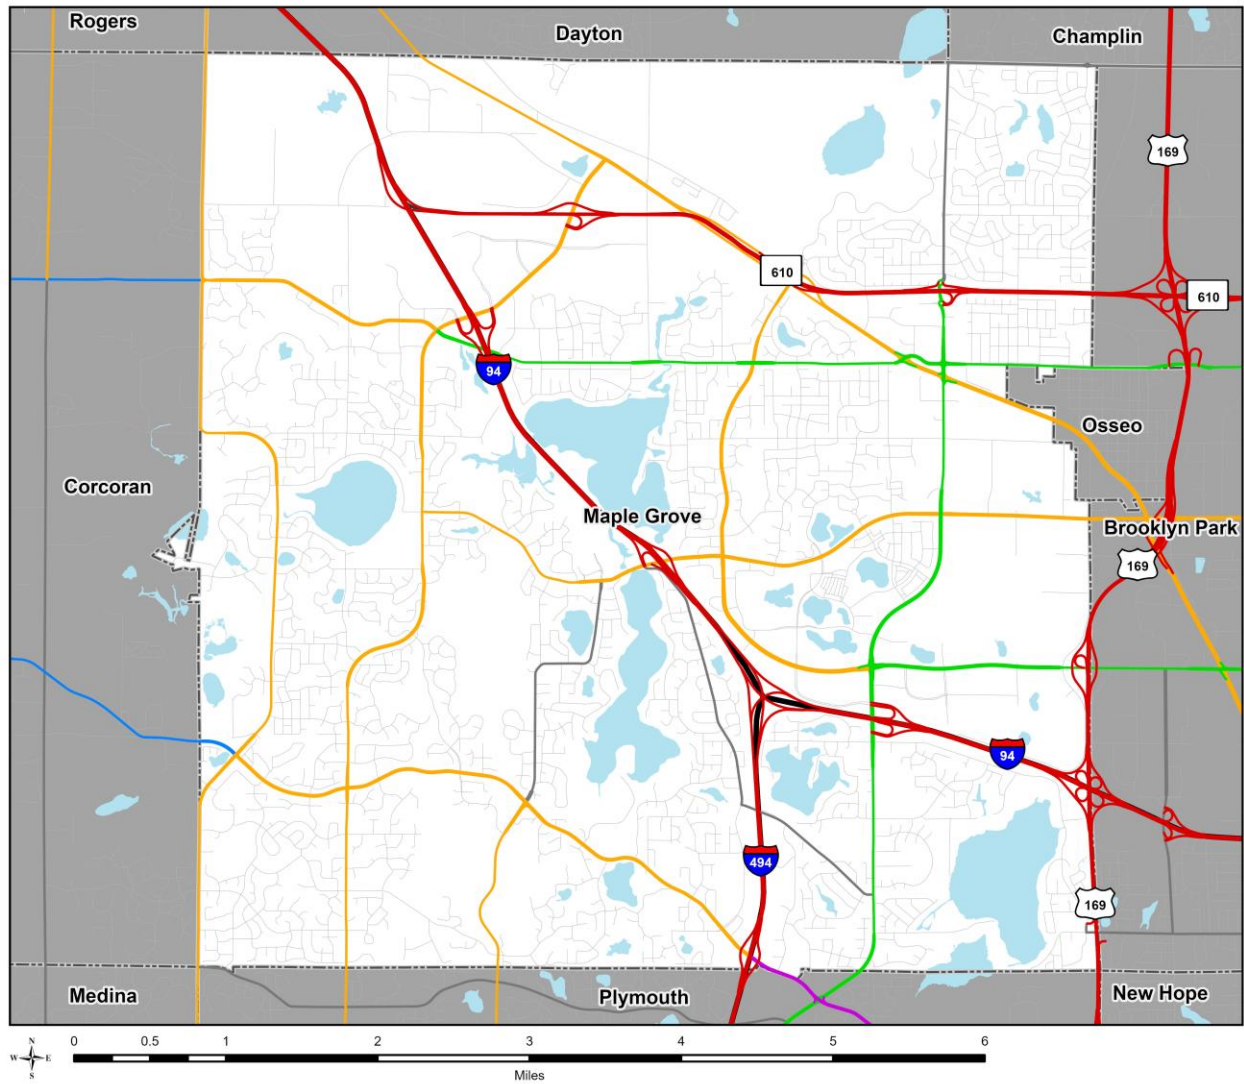 Rogers
Dayton
Champlin
169
610
610
94
Osseo
Corcoran
Maple Grove
Brooklyn Park
169
94
494
169
Medina
Plymouth
New Hope
N
W E
S
0 0.5 1 2 3 4 5 6
Miles